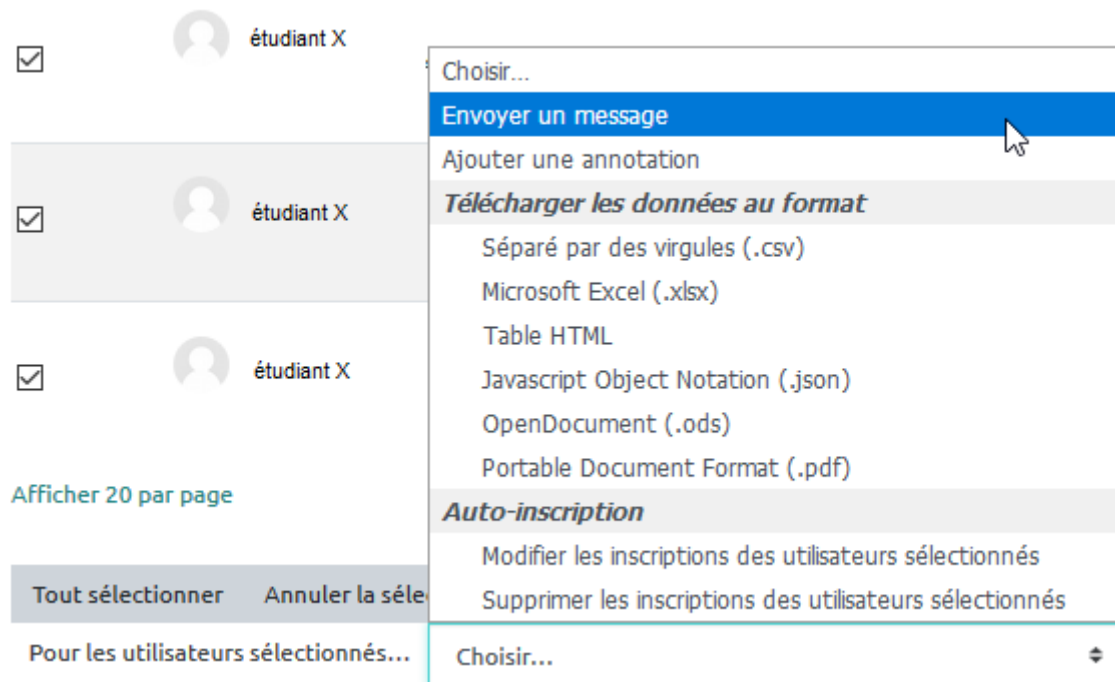 étudiant X
Choisir...
Envoyer un message
Ajouter une annotation
étudiant X
Télécharger les données au format
Séparé par des virgules (.csv)
Microsoft Excel (.xlsx)
Table HTML
étudiant X
Javascript Object Notation (.json)
OpenDocument (.ods)
Portable Document Format (.pdf)
Afficher 20 par page
Auto-inscription
Modifier les inscriptions des utilisateurs sélectionnés
Tout sélectionner Annuler la séle
Supprimer les inscriptions des utilisateurs sélectionnés
Pour les utilisateurs sélectionnés...
Choisir...